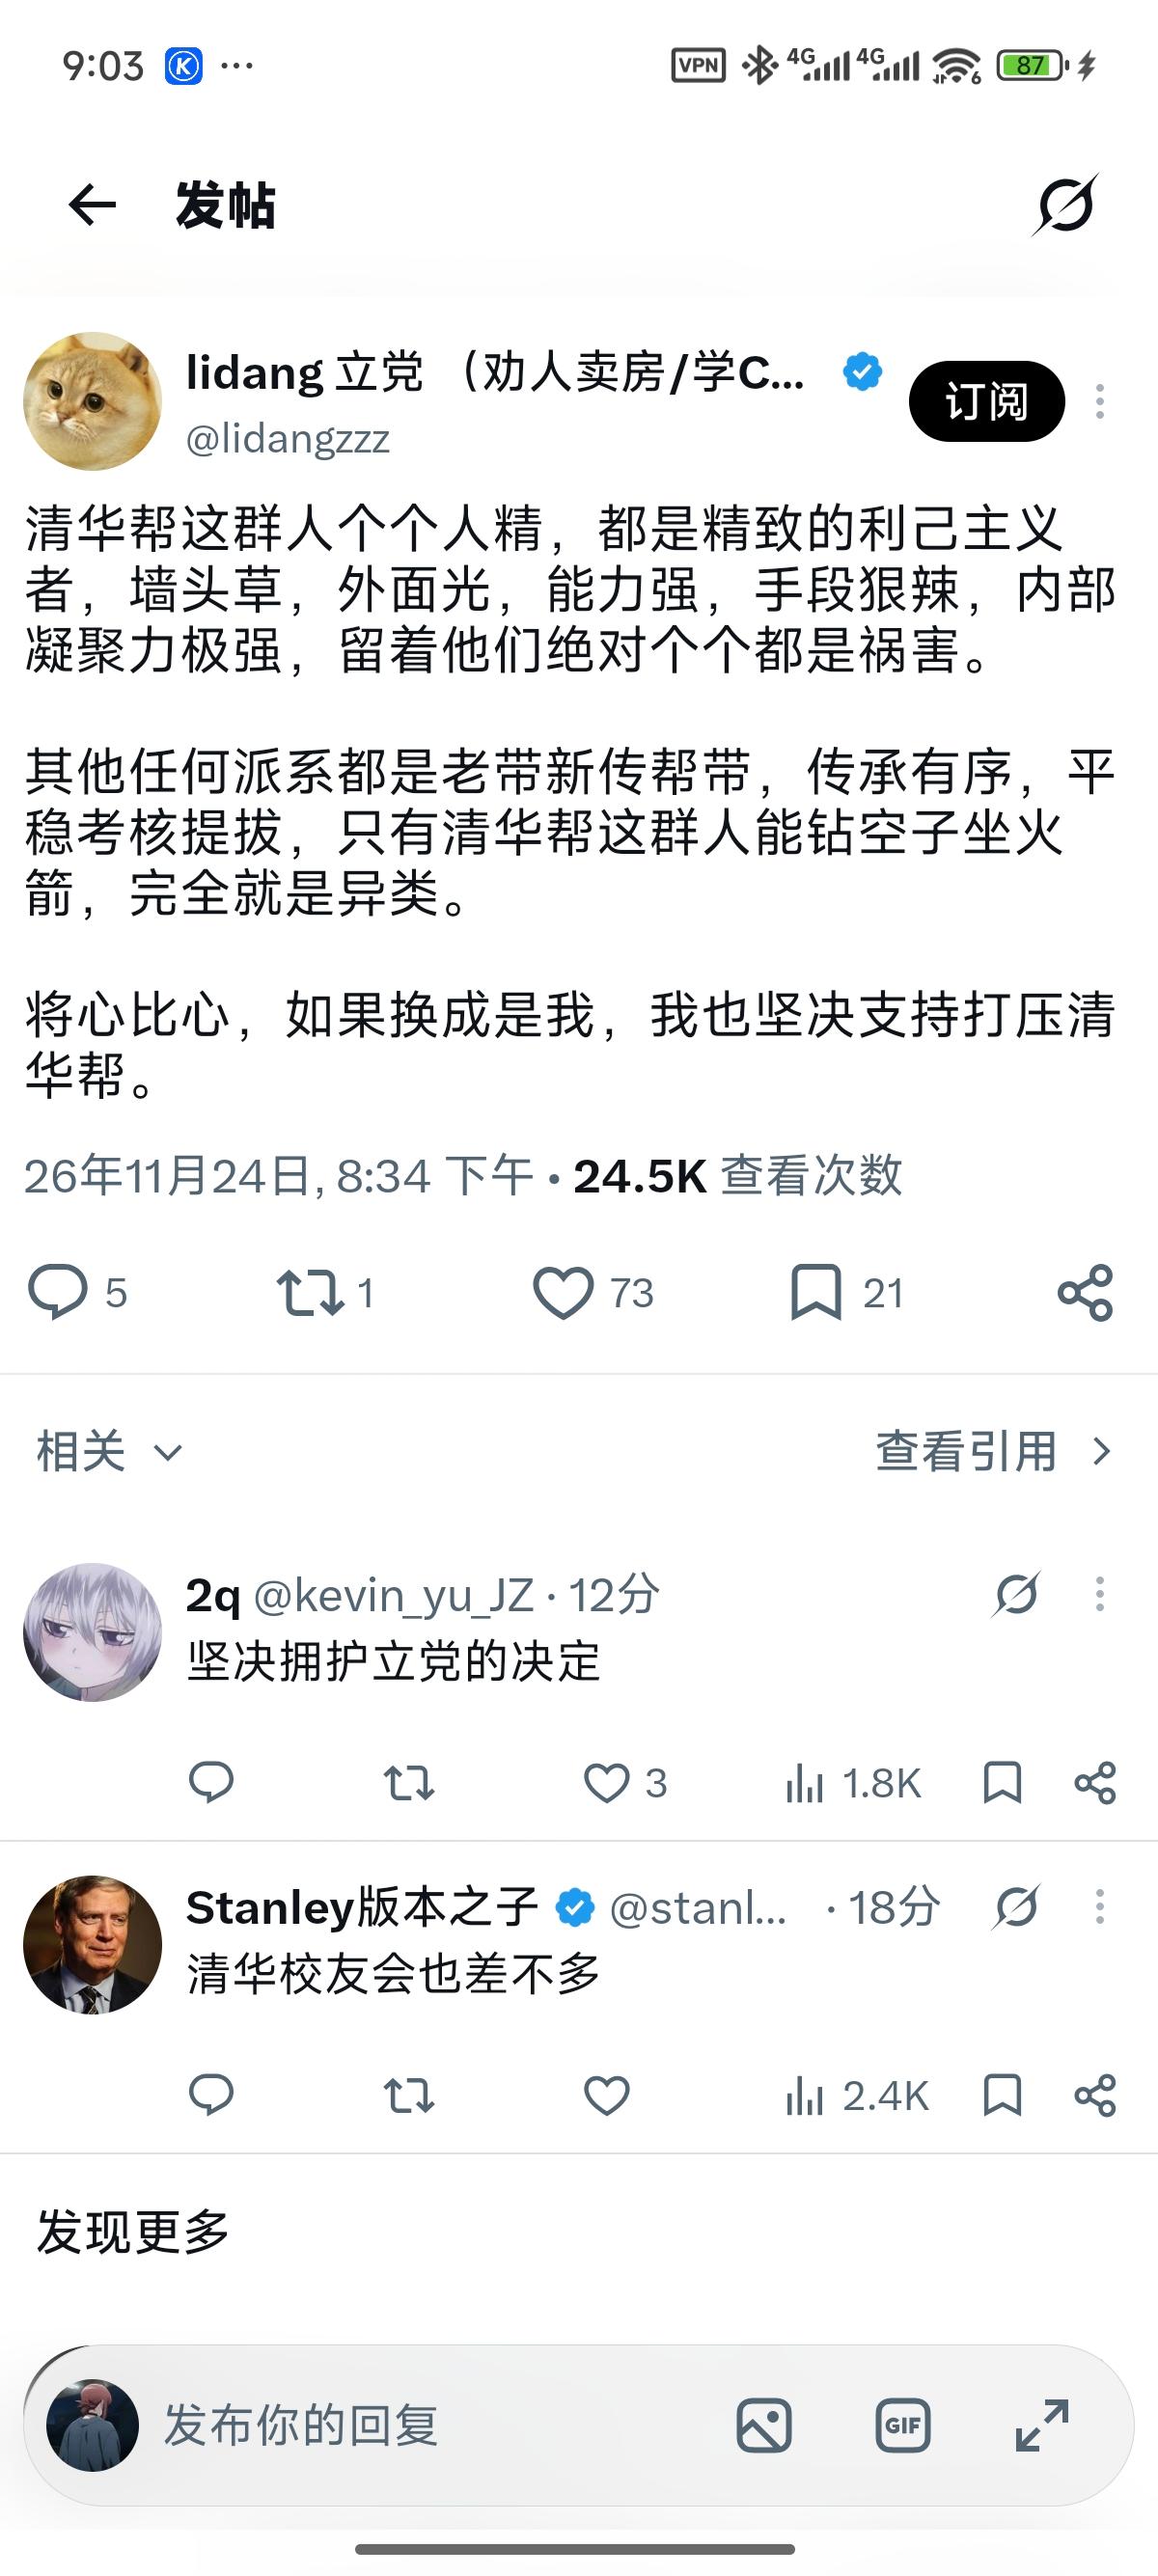 9:03
VPN 4G 4G 6 87
发帖
lidang 立党 （劝人卖房/学C...
订阅
@lidangzzz
清华帮这群人个个人精，都是精致的利己主义
者，墙头草，外面光，能力强，手段狠辣，内部
凝聚力极强，留着他们绝对个个都是祸害。
其他任何派系都是老带新传帮带，传承有序，平
稳考核提拔，只有清华帮这群人能钻空子坐火
箭，完全就是异类。
将心比心，如果换成是我，我也坚决支持打压清
华帮。
26年11月24日, 8:34 下午 • 24.5K 查看次数
5 1 73 21
相关 查看引用
2q @kevin_yu_JZ · 12分
坚决拥护立党的决定
3 1.8K
Stanley版本之子 @stanl... · 18分
清华校友会也差不多
2.4K
发现更多
发布你的回复 GIF